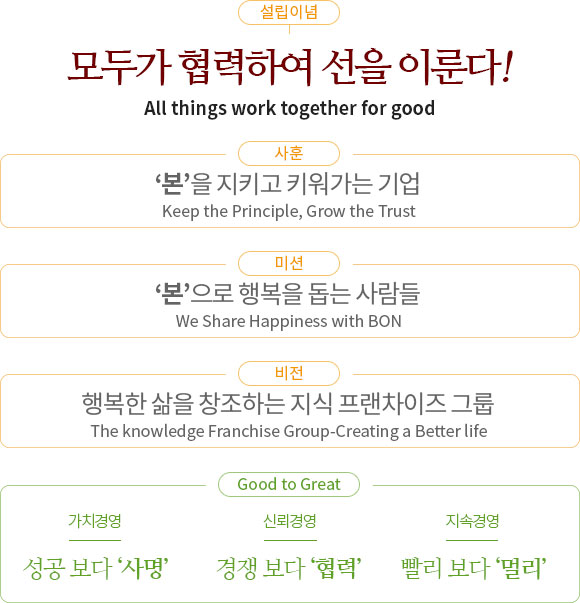 설립이념
모두가 협력하여 선을 이룬다!
All things work together for good
사훈
‘본’을 지키고 키워가는 기업
Keep the Principle, Grow the Trust
미션
‘본’으로 행복을 돕는 사람들
We Share Happiness with BON
비전
행복한 삶을 창조하는 지식 프랜차이즈 그룹
The knowledge Franchise Group-Creating a Better life
Good to Great
가치경영
성공 보다 ‘사명’
신뢰경영
경쟁 보다 ‘협력’
지속경영
빨리 보다 ‘멀리’